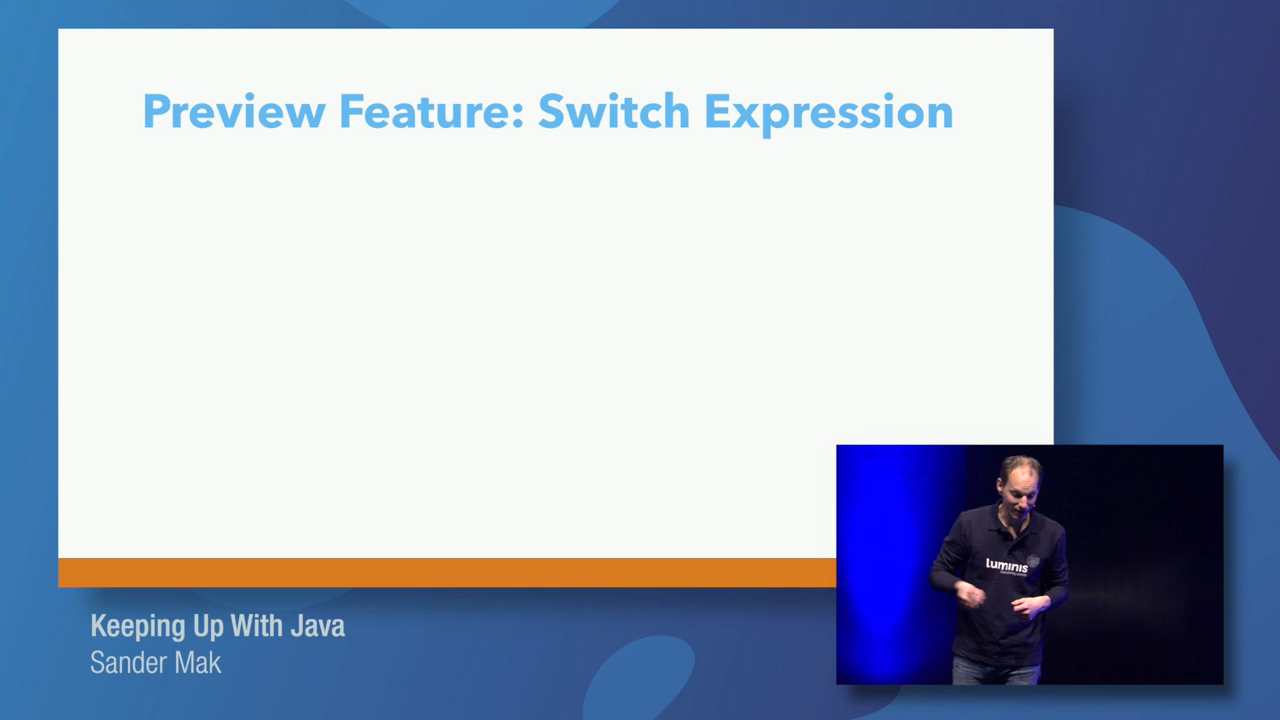 Preview Feature: Switch Expression
luminis
Keeping Up With Java
Sander Mak